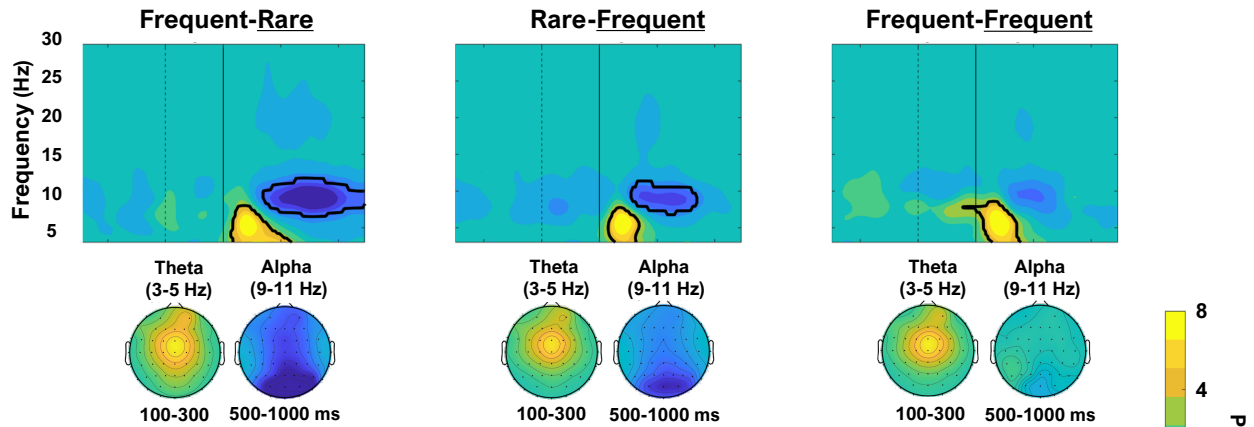 Frequent-Rare Rare-Frequent Frequent-Frequent
30
25
20
15
10
5
Frequency (Hz)
Theta Alpha Theta Alpha Theta Alpha
(3-5 Hz) (9-11 Hz) (3-5 Hz) (9-11 Hz) (3-5 Hz) (9-11 Hz)
100-300 500-1000 ms 100-300 500-1000 ms 100-300 500-1000 ms
8
4
P